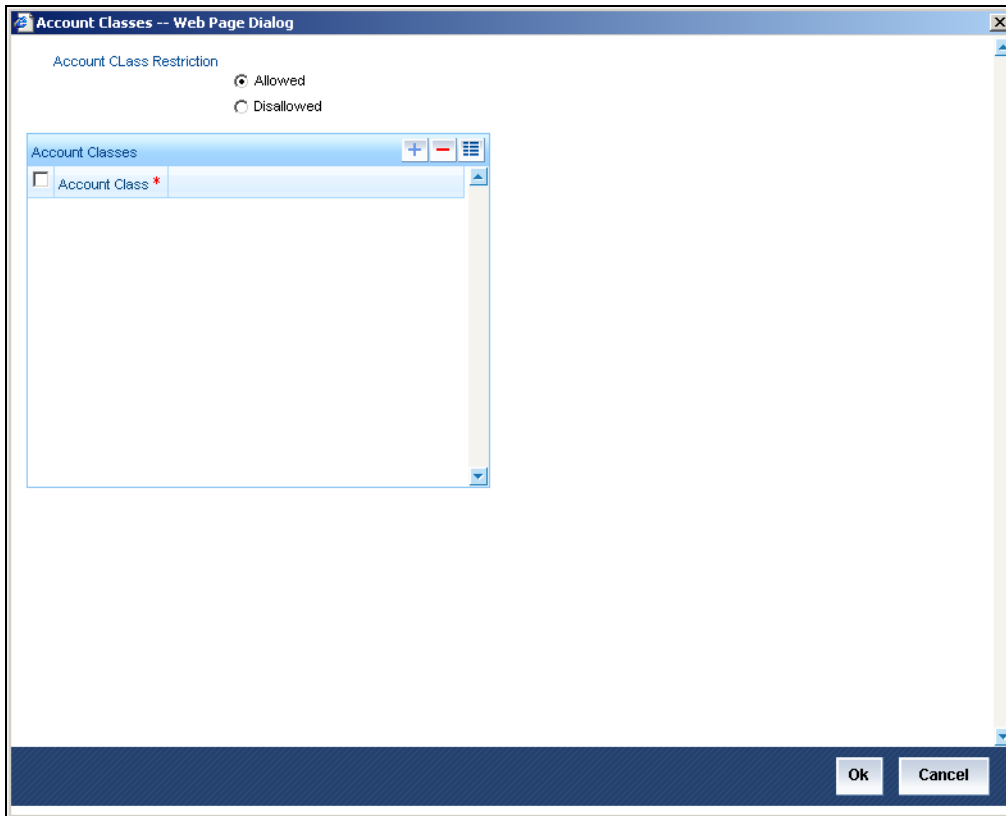 Account Classes -- Web Page Dialog
Account CLass Restriction
Allowed
Disallowed
Account Classes
Account Class *
Ok
Cancel